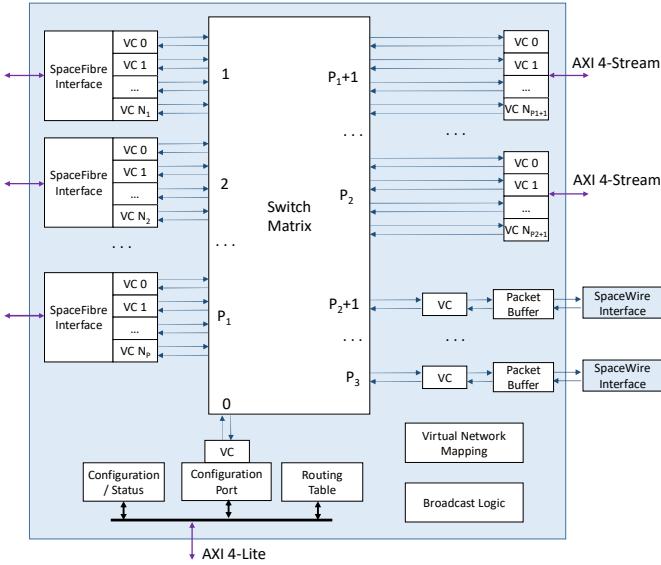 SpaceFibre
Interface
VC 0
VC 1
...
VC N1
SpaceFibre
Interface
VC 0
VC 1
...
VC N2
...
SpaceFibre
Interface
VC 0
VC 1
...
VC NP
1
2
...
P1
0
Switch
Matrix
P1+1
...
P2
P2+1
...
P3
VC 0
VC 1
...
VC NP1+1
AXI 4-Stream
...
VC 0
VC 1
...
VC NP2+1
AXI 4-Stream
VC
Packet
Buffer
SpaceWire
Interface
...
VC
Packet
Buffer
SpaceWire
Interface
VC
Configuration
/ Status
Configuration
Port
Routing
Table
Virtual Network
Mapping
Broadcast Logic
AXI 4-Lite